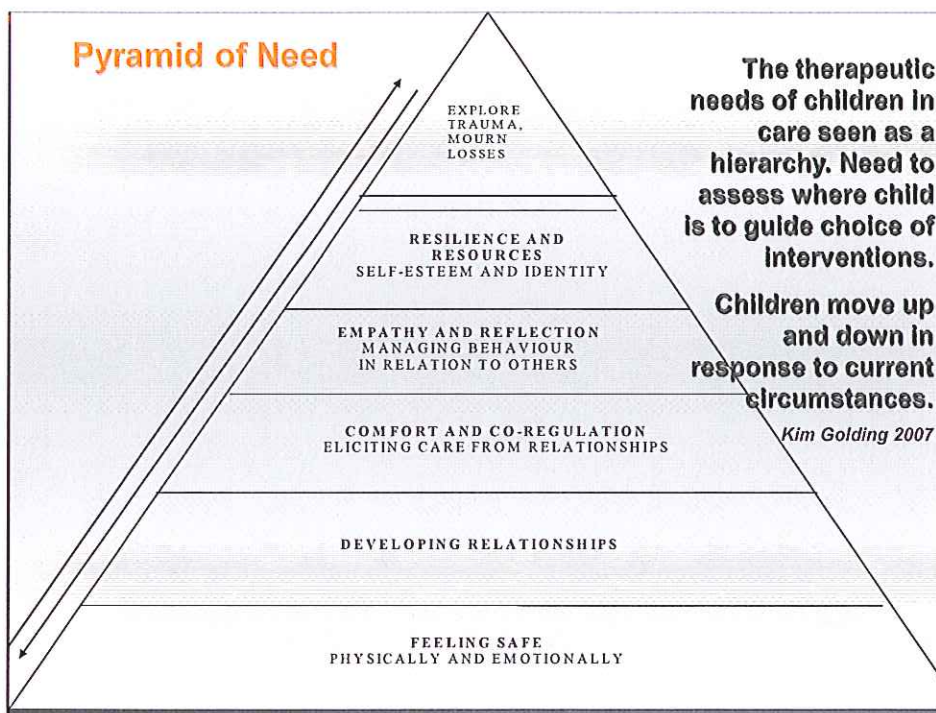 Pyramid of Need
The therapeutic
needs of children in
care seen as a
hierarchy. Need to
assess where child
is to guide choice of
interventions.
Children move up
and down in
response to current
circumstances.
Kim Golding 2007
EXPLORE
TRAUMA,
MOURN
LOSSES
RESILIENCE AND
RESOURCES
SELF-ESTEEM AND IDENTITY
EMPATHY AND REFLECTION
MANAGING BEHAVIOUR
IN RELATION TO OTHERS
COMFORT AND CO-REGULATION
ELICITING CARE FROM RELATIONSHIPS
DEVELOPING RELATIONSHIPS
FEELING SAFE
PHYSICALLY AND EMOTIONALLY